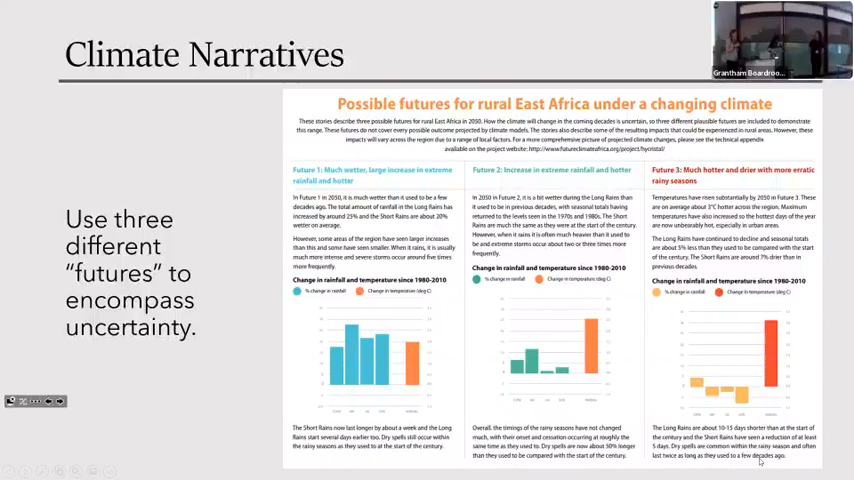 Climate Narratives
Grantham Boardroo...
Use three
different
“futures” to
encompass
uncertainty.
Possible futures for rural East Africa under a changing climate
These stories describe three possible futures for rural East Africa in 2050. How the climate will change in the coming decades is uncertain, so three different plausible futures are included to demonstrate
this range. These futures do not cover every possible outcome projected by climate models. The stories also describe some of the resulting impacts that could be experienced in rural areas. However, these
impacts will vary across the region due to a range of local factors. For a more comprehensive picture of projected climate changes, please see the technical appendix
available on the project website: http://www.futureclimateafrica.org/project/hycristal/
Future 1: Much wetter, large increase in extreme
rainfall and hotter
In Future 1 in 2050, it is much wetter than it used to be a few
decades ago. The total amount of rainfall in the Long Rains has
increased by around 25% and the Short Rains are about 20%
wetter on average.
However, some areas of the region have seen larger increases
than this and some have seen smaller. When it rains, it is usually
much more intense and severe storms occur around five times
more frequently.
Change in rainfall and temperature since 1980-2010
% change in rainfall
Change in temperature (deg C)
The Short Rains now last longer by about a week and the Long
Rains start several days earlier too. Dry spells still occur within
the rainy seasons as they used to at the start of the century.
Future 2: Increase in extreme rainfall and hotter
In 2050 in Future 2, it is a bit wetter during the Long Rains than
it used to be in previous decades, with seasonal totals having
returned to the levels seen in the 1970s and 1980s. The Short
Rains are much the same as they were at the start of the century.
However, when it rains it is often much heavier than it used to
be and extreme storms occur about two or three times more
frequently.
Change in rainfall and temperature since 1980-2010
% change in rainfall
Change in temperature (deg C)
Overall, the timings of the rainy seasons have not changed
much, with their onset and cessation occurring at roughly the
same time as they used to. Dry spells are now about 50% longer
than they used to be compared with the start of the century.
Future 3: Much hotter and drier with more erratic
rainy seasons
Temperatures have risen substantially by 2050 in Future 3. These
are on average about 3°C hotter across the region. Maximum
temperatures have also increased so the hottest days of the year
are now unbearably hot, especially in urban areas.
The Long Rains have continued to decline and seasonal totals
are about 5% less than they used to be compared with the start
of the century. The Short Rains are around 7% drier than in
previous decades.
Change in rainfall and temperature since 1980-2010
% change in rainfall
Change in temperature (deg C)
The Long Rains are about 10-15 days shorter than at the start of
the century and the Short Rains have seen a reduction of at least
5 days. Dry spells are common within the rainy season and often
last twice as long as they used to a few decades ago.